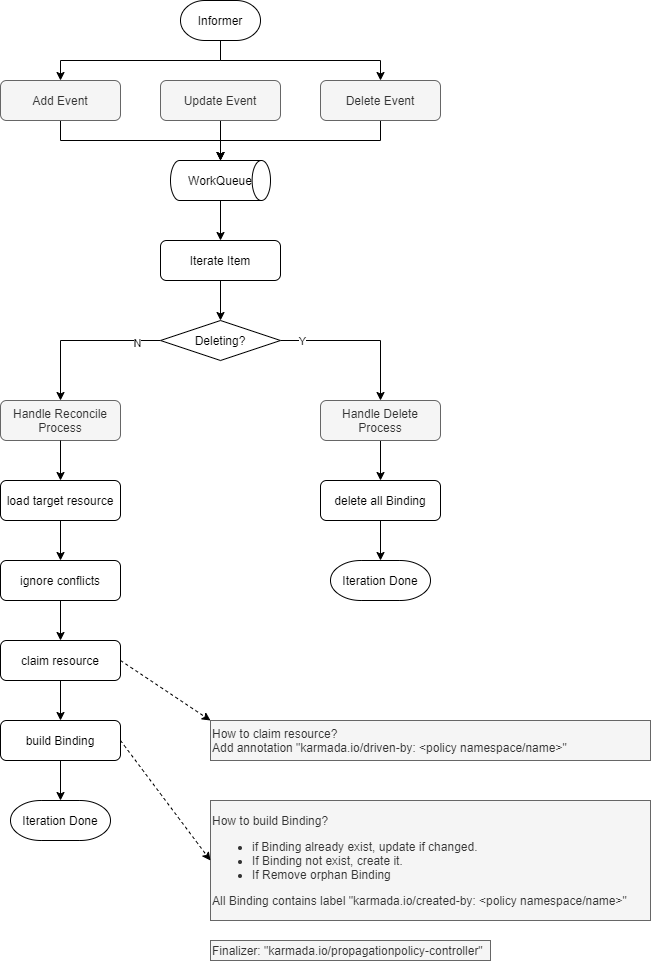 Informer
Add Event
Update Event
Delete Event
WorkQueue
Iterate Item
Deleting?
N
Y
Handle Reconcile
Process
Handle Delete
Process
load target resource
delete all Binding
ignore conflicts
Iteration Done
claim resource
How to claim resource?
Add annotation "karmada.io/driven-by: <policy namespace/name>"
build Binding
Iteration Done
How to build Binding?
• if Binding already exist, update if changed.
• If Binding not exist, create it.
• If Remove orphan Binding
All Binding contains label "karmada.io/created-by: <policy namespace/name>"
Finalizer: "karmada.io/propagationpolicy-controller"